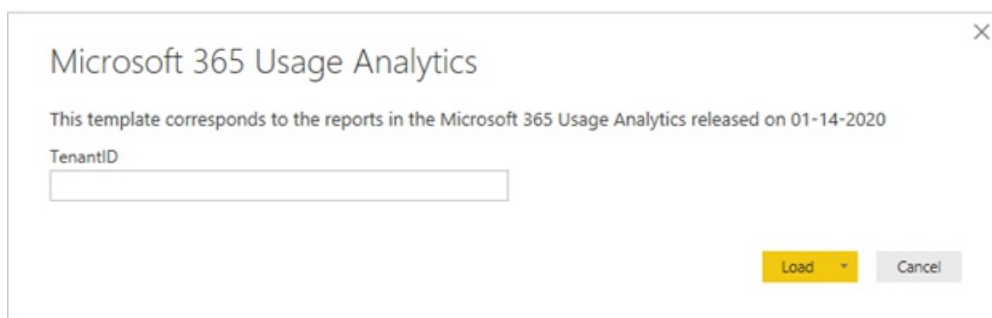 Microsoft 365 Usage Analytics
This template corresponds to the reports in the Microsoft 365 Usage Analytics released on 01-14-2020
TenantID
Load
Cancel